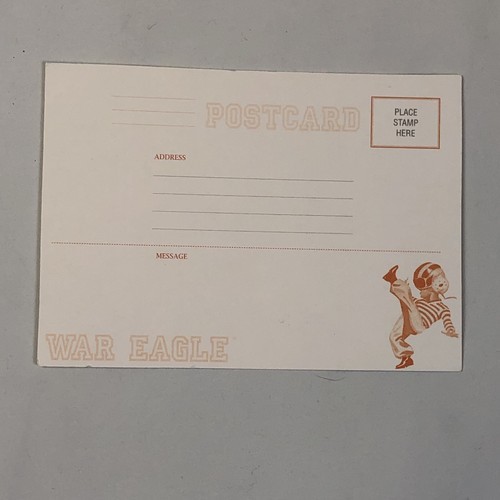 POSTCARD
PLACE
STAMP
HERE
ADDRESS
MESSAGE
WAR EAGLE